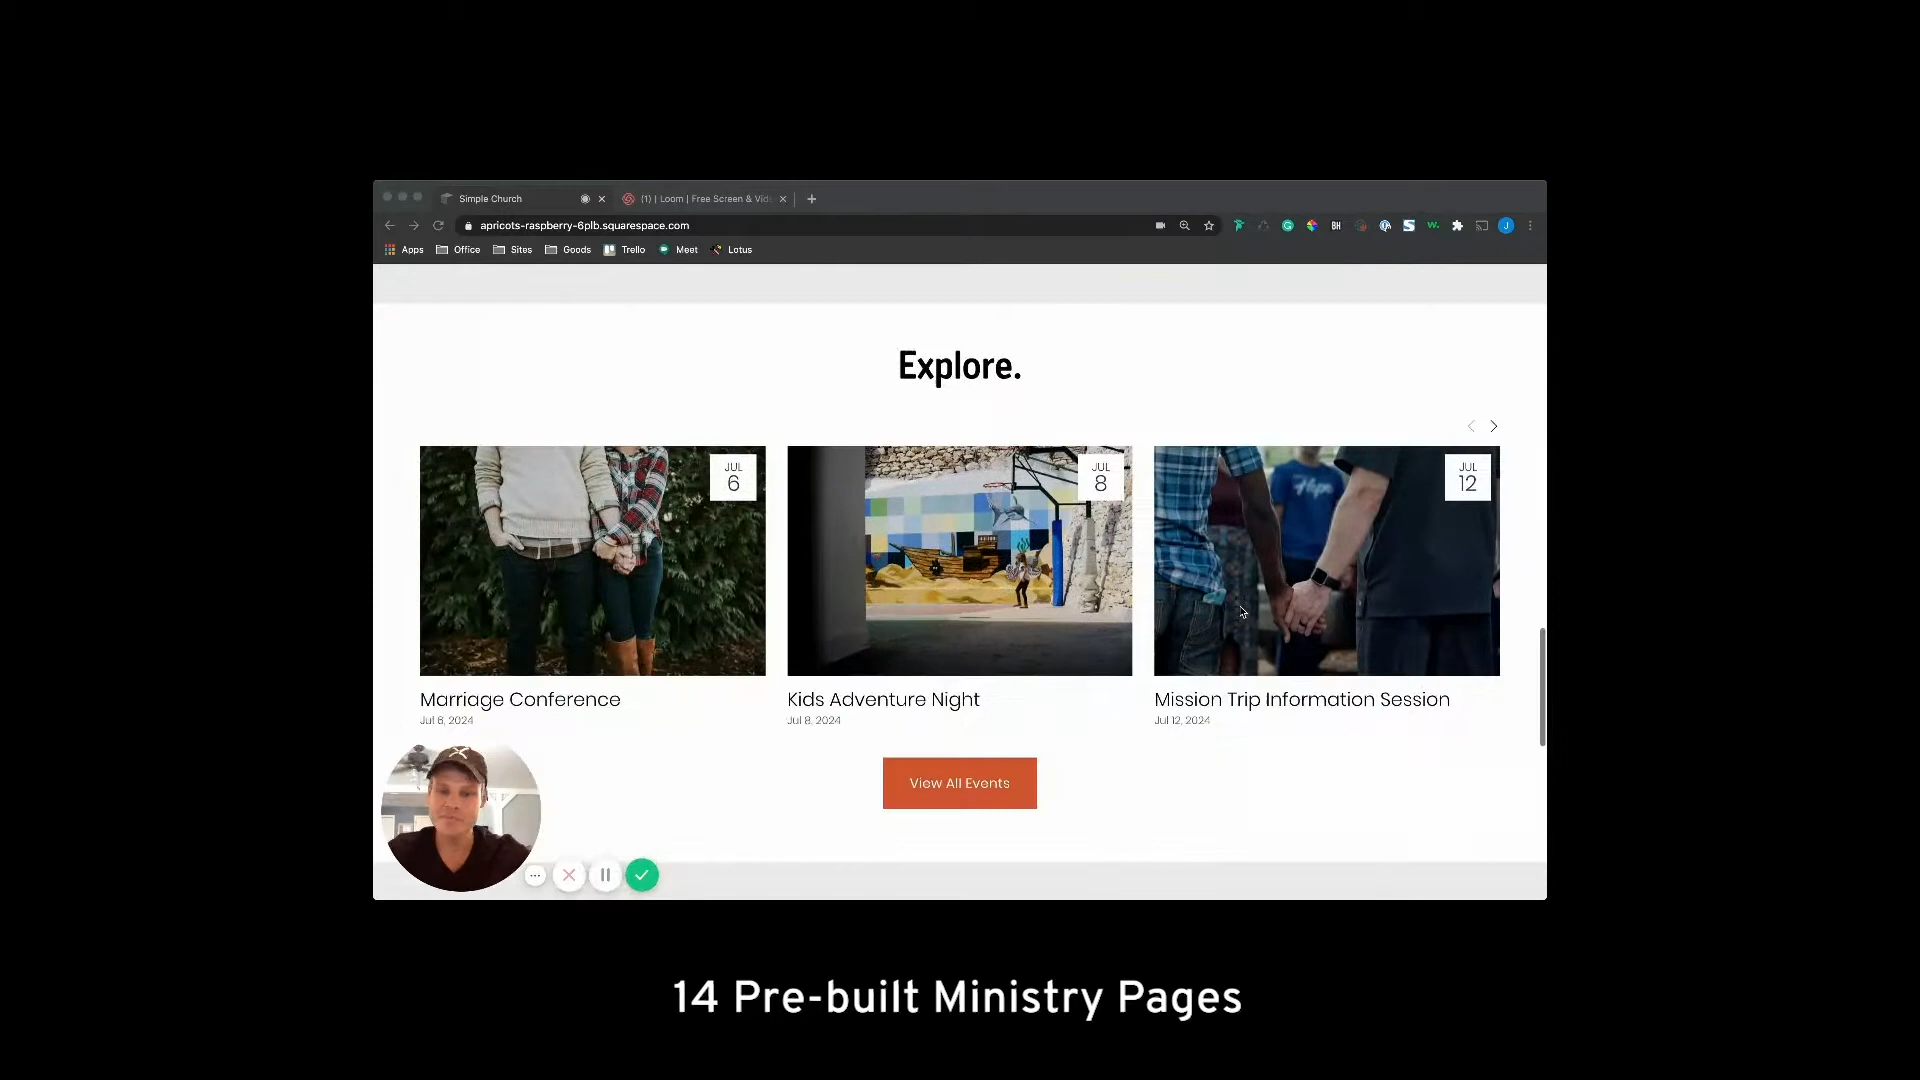 Simple Church
(1) | Loom | Free Screen & Vid
apricots-raspberry-6plb.squarespace.com
BH
S
w.
J
Apps
Office
Sites
Goods
Trello
Meet
Lotus
Explore.
JUL
6
JUL
8
JUL
12
Hope
Marriage Conference
Kids Adventure Night
Mission Trip Information Session
Jul 6, 2024
Jul 8, 2024
Jul 12, 2024
View All Events
14 Pre-built Ministry Pages